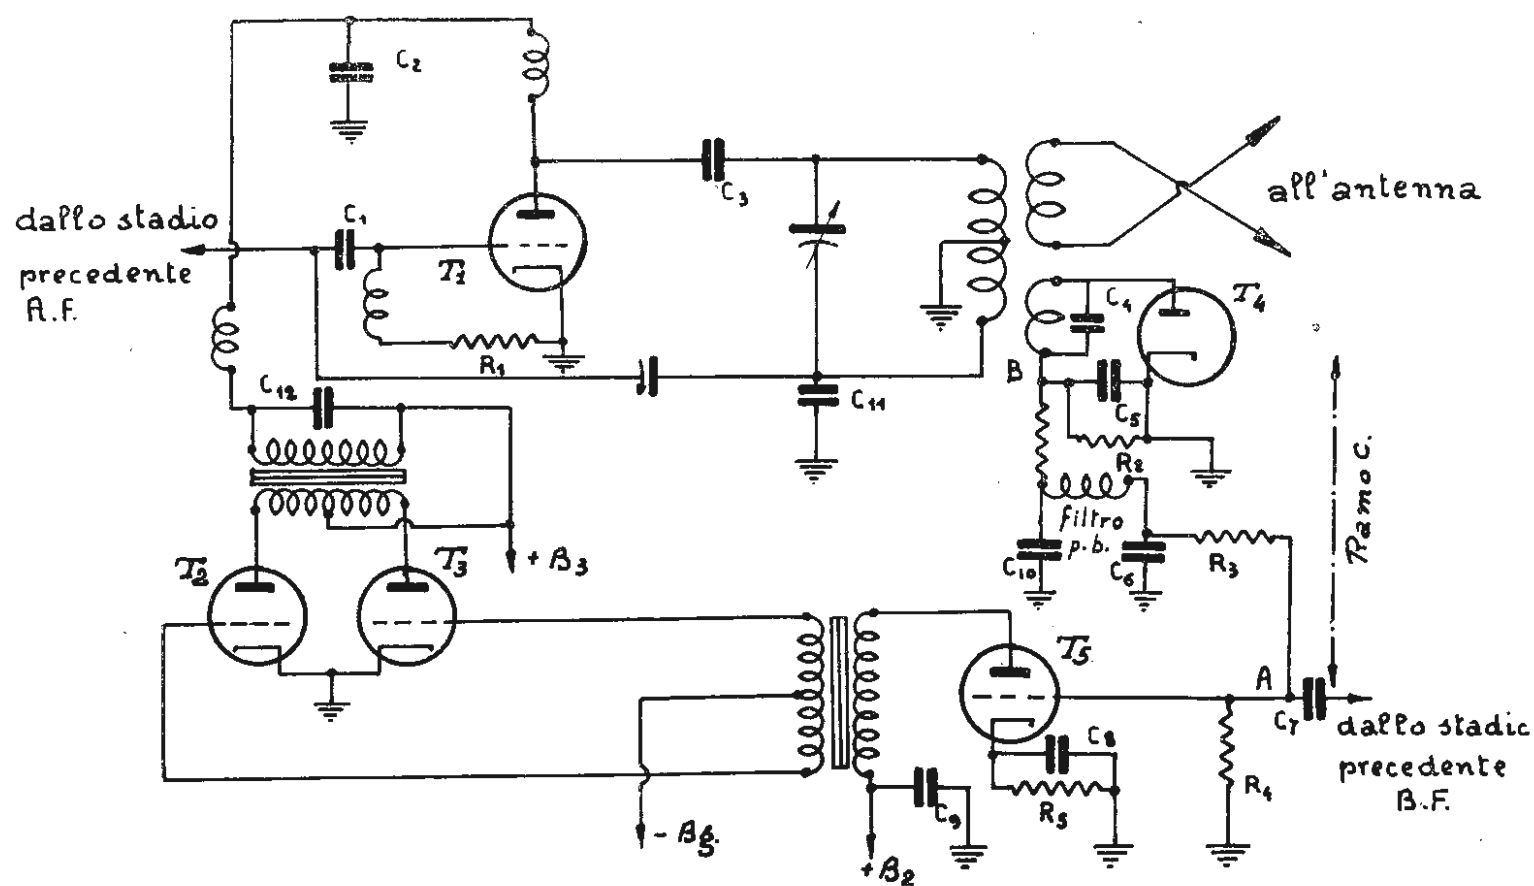 C2
dallo stadio
precedente
A.F.
C1
T1
R1
C3
all'antenna
C4
T4
B
C5
R2
C11
C12
filtro
p.b.
C10
C6
R3
Ramo C.
+ B3
T2
T3
T5
A
C7
dallo stadio
precedente
B.F.
C8
R5
R4
C9
- Bg.
+B2